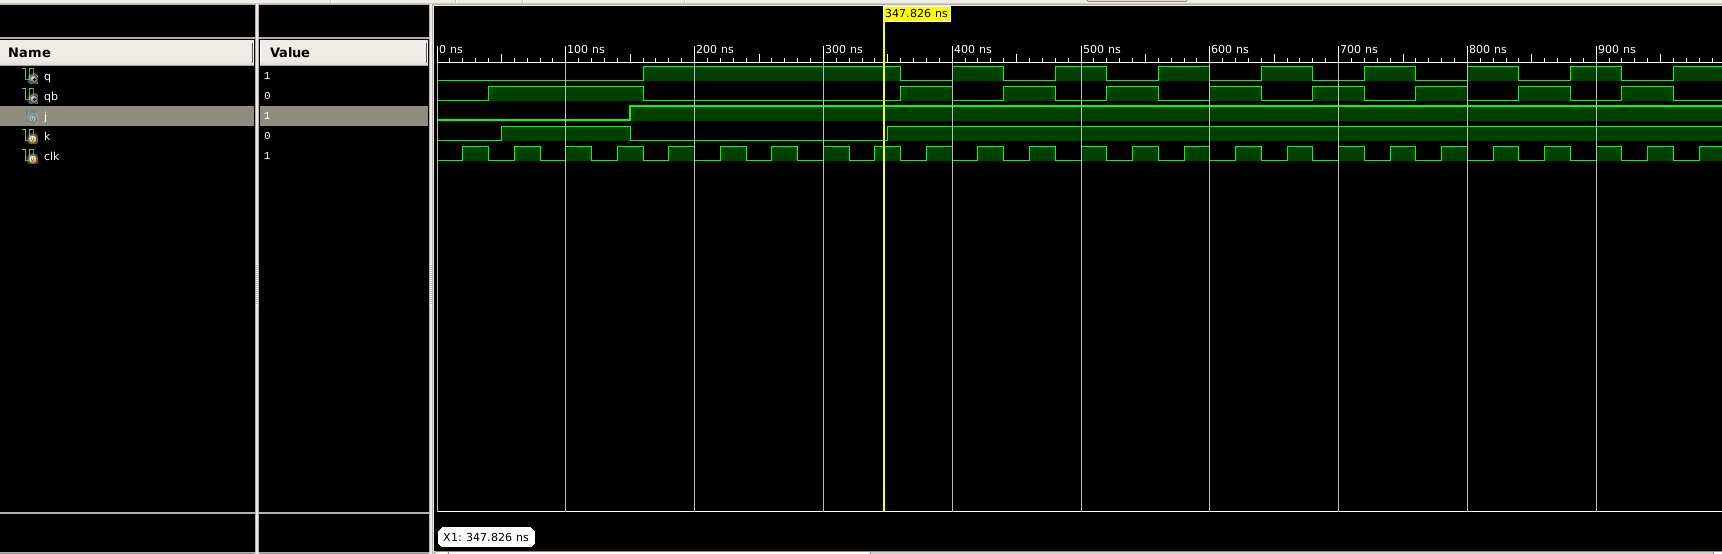 347.826 ns
Name Value
0 ns 100 ns 200 ns 300 ns 400 ns 500 ns 600 ns 700 ns 800 ns 900 ns
q 1
qb 0
j 1
k 0
clk 1
X1: 347.826 ns